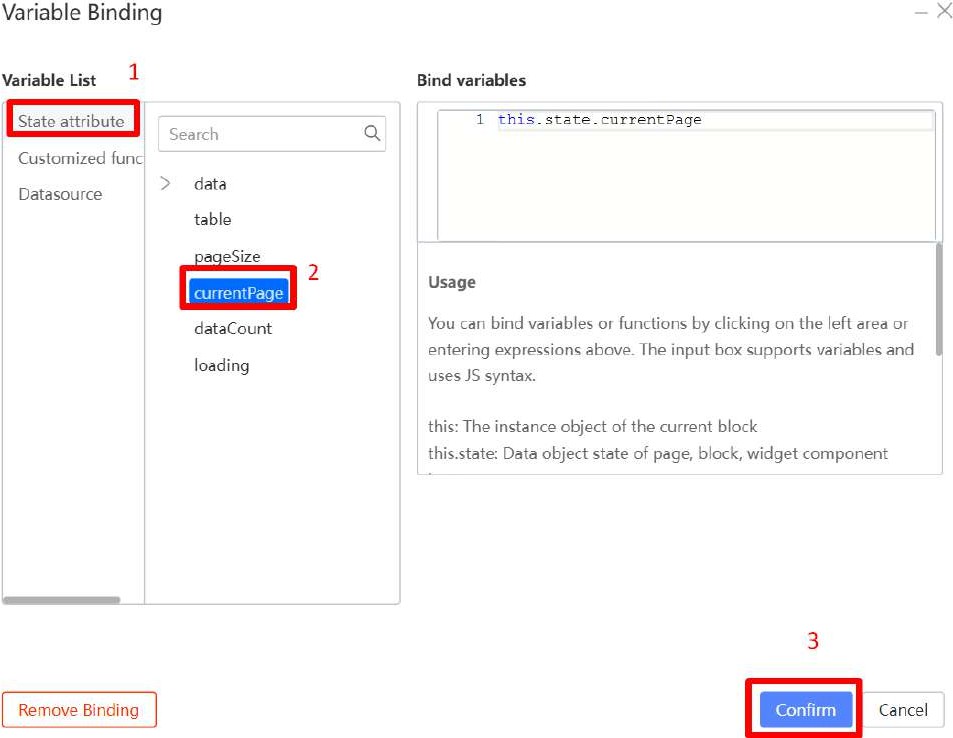 Variable Binding
Variable List
1
State attribute
Customized func
Datasource
Search
data
table
pageSize
currentPage
2
dataCount
loading
Bind variables
1 this.state.currentPage
Usage
You can bind variables or functions by clicking on the left area or
entering expressions above. The input box supports variables and
uses JS syntax.
this: The instance object of the current block
this.state: Data object state of page, block, widget component
3
Remove Binding
Confirm
Cancel